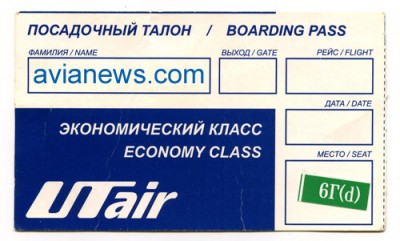 ПОСАДОЧНЫЙ ТАЛОН / BOARDING PASS
ФАМИЛИЯ / NAME
ВЫХОД / GATE
РЕЙС / FLIGHT
avianews.com
ДАТА / DATE
ЭКОНОМИЧЕСКИЙ КЛАСС
ECONOMY CLASS
МЕСТО / SEAT
6Г(d)
UTair